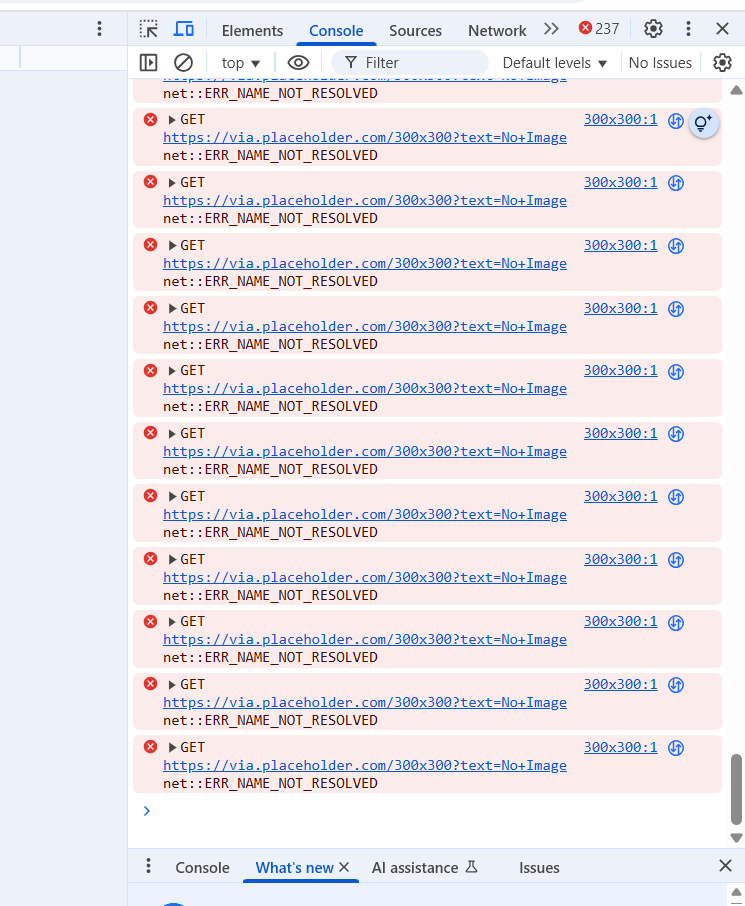 Elements Console Sources Network 237
top Filter Default levels No Issues
net::ERR_NAME_NOT_RESOLVED
GET 300x300:1
https://via.placeholder.com/300x300?text=No+Image
net::ERR_NAME_NOT_RESOLVED
GET 300x300:1
https://via.placeholder.com/300x300?text=No+Image
net::ERR_NAME_NOT_RESOLVED
GET 300x300:1
https://via.placeholder.com/300x300?text=No+Image
net::ERR_NAME_NOT_RESOLVED
GET 300x300:1
https://via.placeholder.com/300x300?text=No+Image
net::ERR_NAME_NOT_RESOLVED
GET 300x300:1
https://via.placeholder.com/300x300?text=No+Image
net::ERR_NAME_NOT_RESOLVED
GET 300x300:1
https://via.placeholder.com/300x300?text=No+Image
net::ERR_NAME_NOT_RESOLVED
GET 300x300:1
https://via.placeholder.com/300x300?text=No+Image
net::ERR_NAME_NOT_RESOLVED
GET 300x300:1
https://via.placeholder.com/300x300?text=No+Image
net::ERR_NAME_NOT_RESOLVED
GET 300x300:1
https://via.placeholder.com/300x300?text=No+Image
net::ERR_NAME_NOT_RESOLVED
GET 300x300:1
https://via.placeholder.com/300x300?text=No+Image
net::ERR_NAME_NOT_RESOLVED
GET 300x300:1
https://via.placeholder.com/300x300?text=No+Image
net::ERR_NAME_NOT_RESOLVED
Console What's new AI assistance Issues